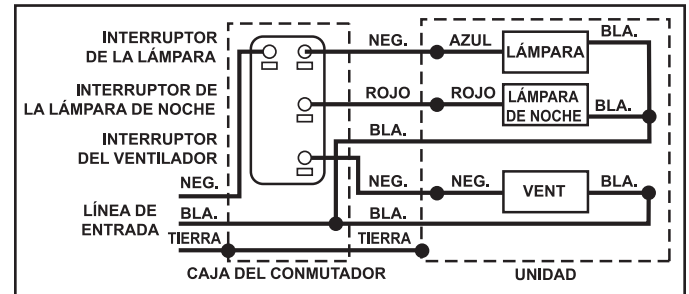 INTERRUPTOR
DE LA LÁMPARA
INTERRUPTOR DE
LA LÁMPARA DE NOCHE
INTERRUPTOR
DEL VENTILADOR
NEG.
LÍNEA DE
ENTRADA
BLA.
TIERRA
NEG.
AZUL
LÁMPARA
BLA.
ROJO
ROJO
LÁMPARA
DE NOCHE
BLA.
BLA.
NEG.
NEG.
VENT
BLA.
BLA.
TIERRA
CAJA DEL CONMUTADOR
UNIDAD